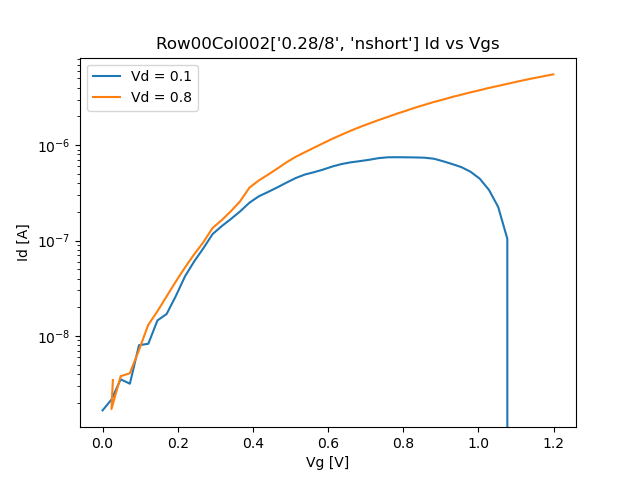 Row00Col002['0.28/8', 'nshort'] Id vs Vgs
Vd = 0.1
Vd = 0.8
Id [A]
10⁻⁶
10⁻⁷
10⁻⁸
0.0 0.2 0.4 0.6 0.8 1.0 1.2
Vg [V]